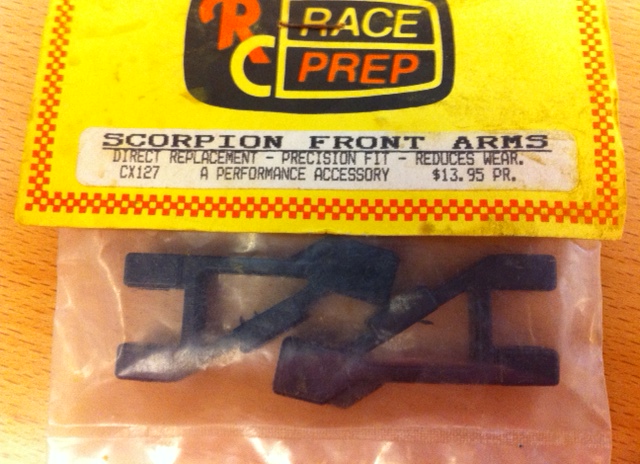 RC RACE
PREP
SCORPION FRONT ARMS
DIRECT REPLACEMENT - PRECISION FIT - REDUCES WEAR.
CX127 A PERFORMANCE ACCESSORY $13.95 PR.